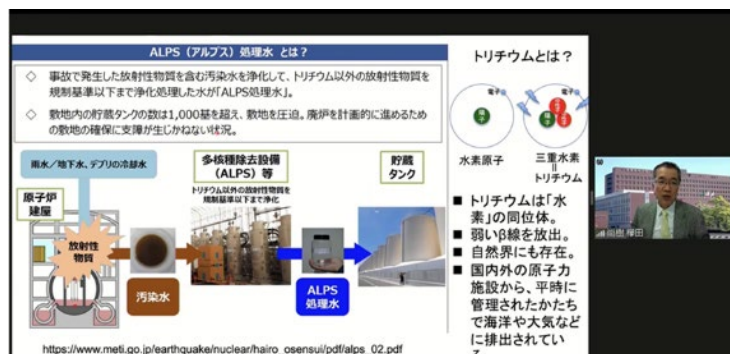 ALPS（アルプス）処理水 とは？
◇ 事故で発生した放射性物質を含む汚染水を浄化して、トリチウム以外の放射性物質を
規制基準以下まで浄化処理した水が「ALPS処理水」。
◇ 敷地内の貯蔵タンクの数は1,000基を超え、敷地を圧迫。廃炉を計画的に進めるため
の敷地の確保に支障が生じかねない状況。
雨水／地下水、デブリの冷却水
原子炉
建屋
放射性
物質
汚染水
多核種除去設備
（ALPS）等
トリチウム以外の放射性物質を
規制基準以下まで浄化
ALPS
処理水
貯蔵
タンク
https://www.meti.go.jp/earthquake/nuclear/hairo_osensui/pdf/alps_02.pdf
トリチウムとは？
電子
陽子
水素原子
電子
陽子
三重水素
＝
トリチウム
■ トリチウムは「水
素」の同位体。
■ 弱いβ線を放出。
■ 自然界にも存在。
■ 国内外の原子力
施設から、平時に
管理されたかたち
で海洋や大気など
に排出されてい
る。